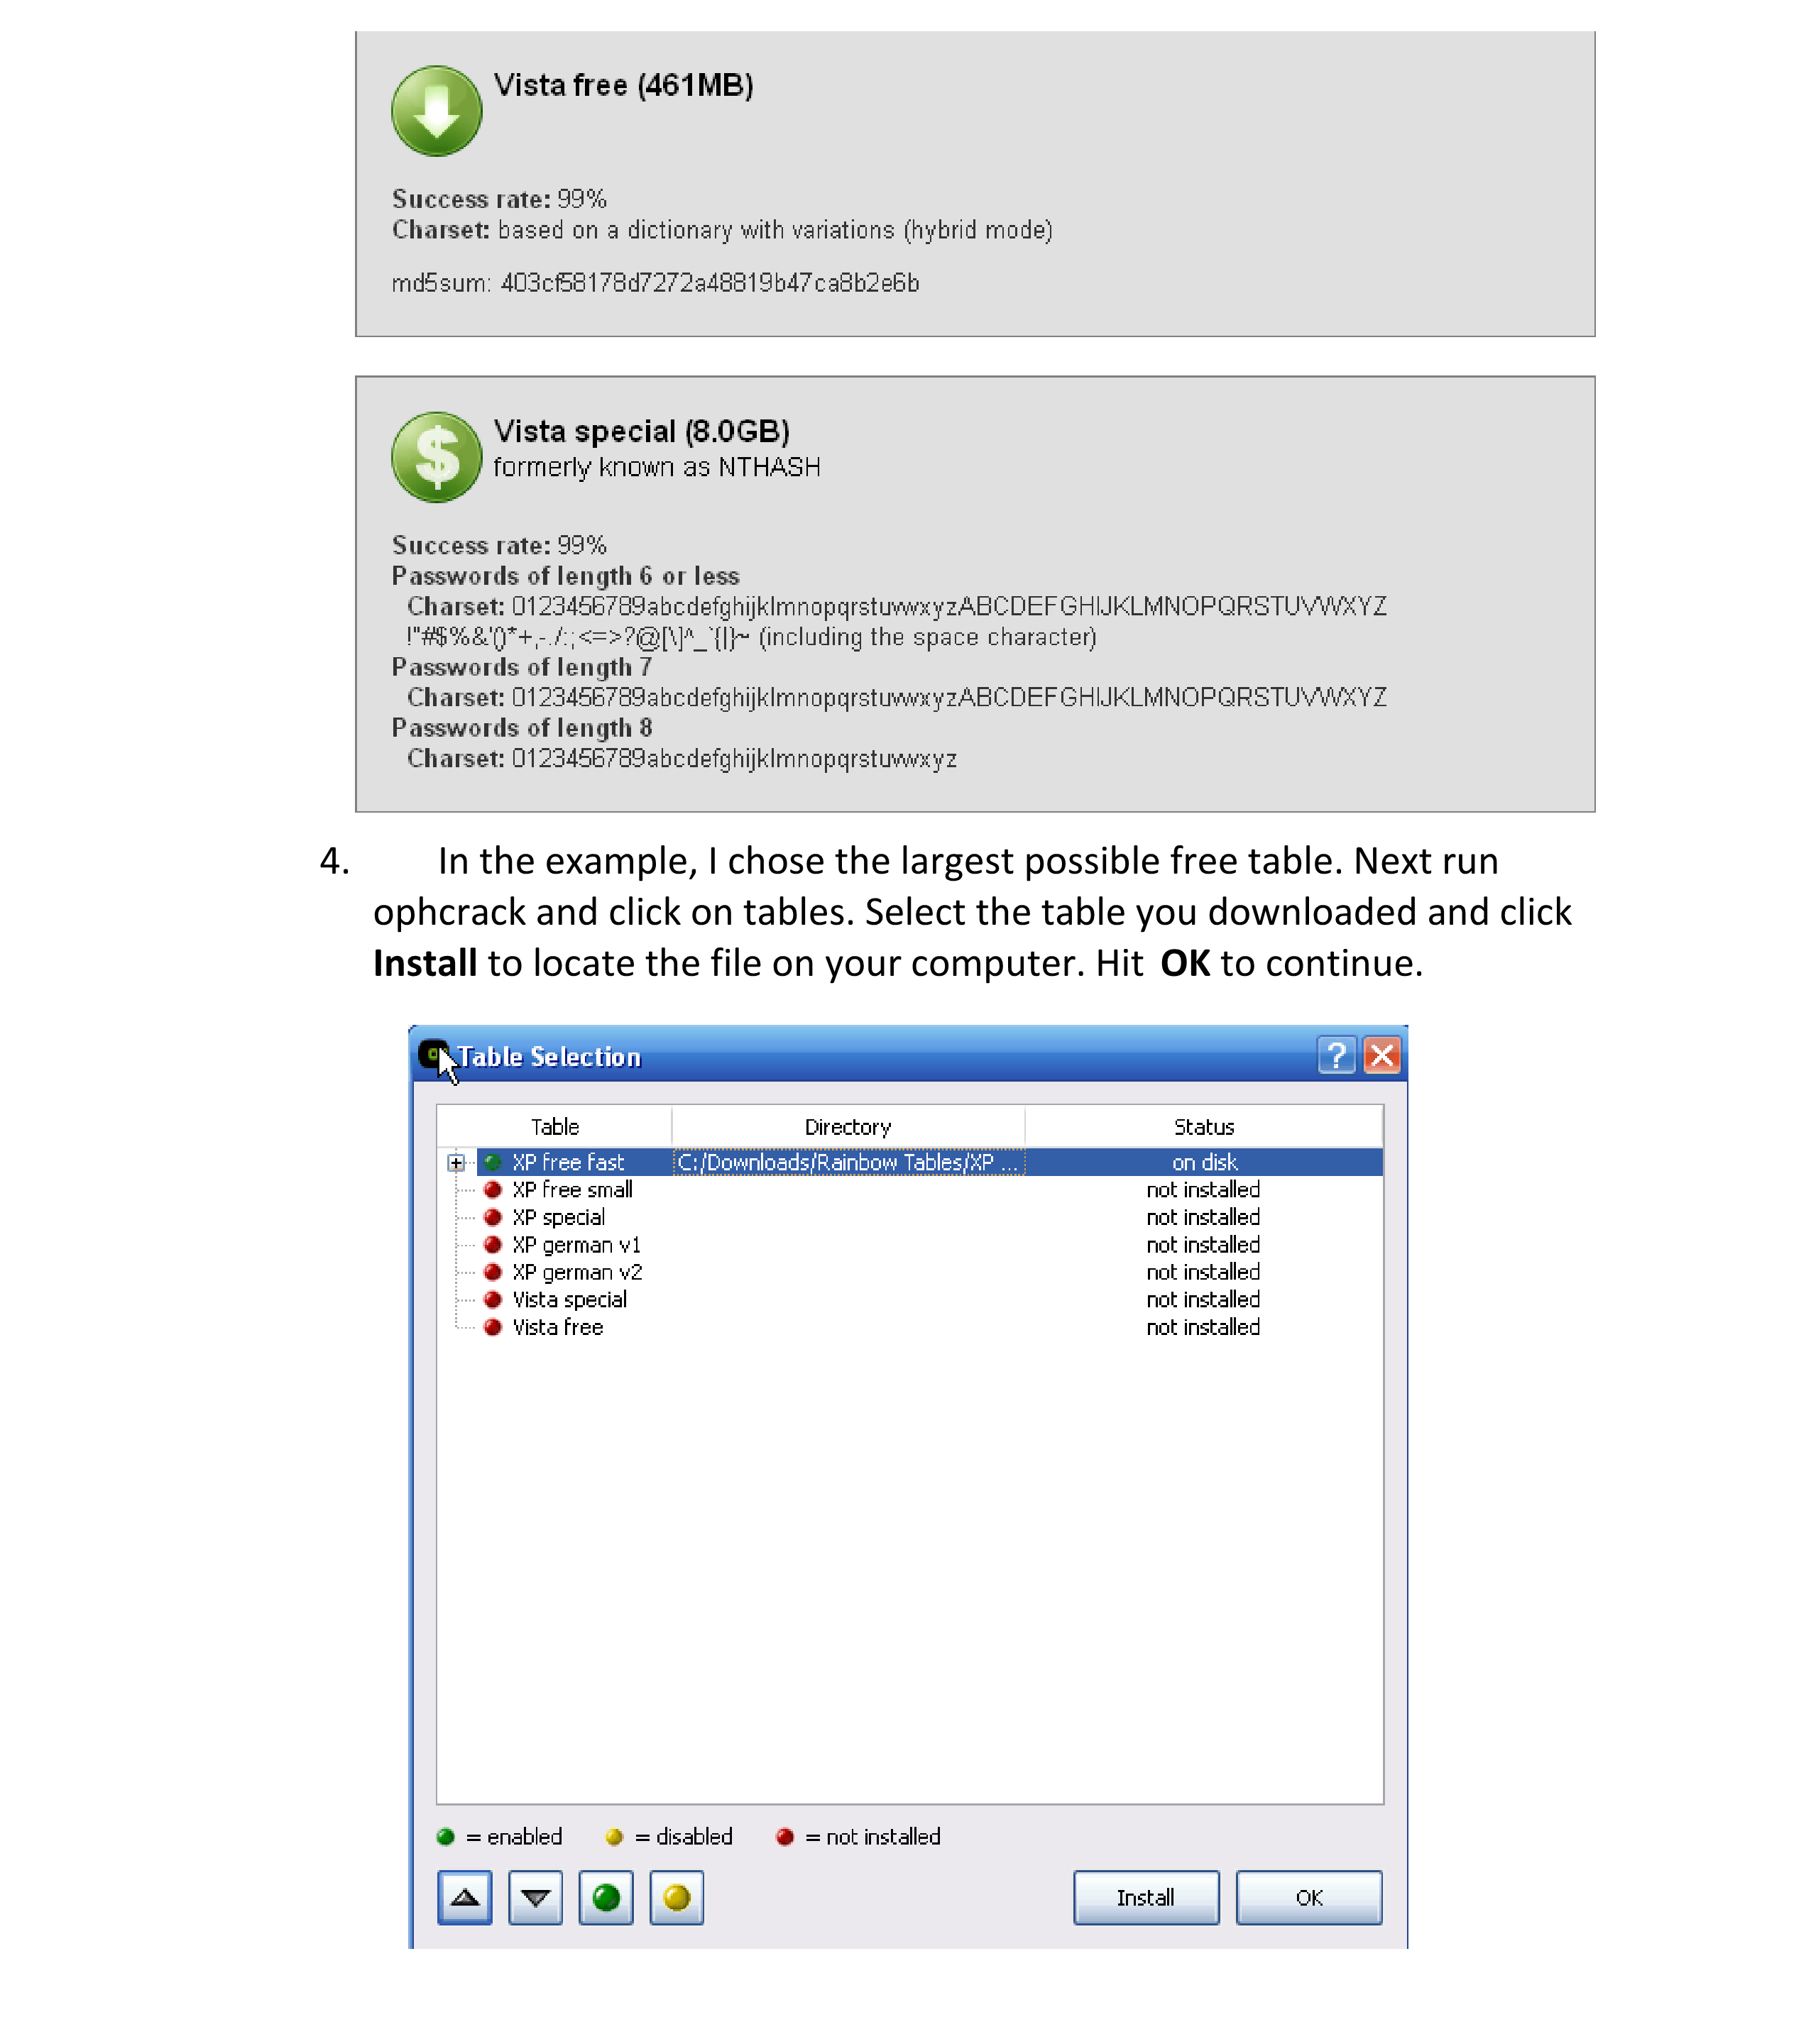 Vista free (461MB)
Success rate: 99%
Charset: based on a dictionary with variations (hybrid mode)
md5sum: 403cf58178d7272a48819b47ca8b2e6b
$ Vista special (8.0GB)
formerly known as NTHASH
Success rate: 99%
Passwords of length 6 or less
Charset: 0123456789abcdefghijklmnopqrstuvwxyzABCDEFGHIJKLMNOPQRSTUVWXYZ
!"#$%&'()*+,-./:;<=>?@[\]^_`{|}~ (including the space character)
Passwords of length 7
Charset: 0123456789abcdefghijklmnopqrstuvwxyzABCDEFGHIJKLMNOPQRSTUVWXYZ
Passwords of length 8
Charset: 0123456789abcdefghijklmnopqrstuvwxyz
4. In the example, I chose the largest possible free table. Next run
ophcrack and click on tables. Select the table you downloaded and click
Install to locate the file on your computer. Hit OK to continue.
Table Selection ?
Table Directory Status
XP free fast C:/Downloads/Rainbow Tables/XP ... on disk
XP free small not installed
XP special not installed
XP german v1 not installed
XP german v2 not installed
Vista special not installed
Vista free not installed
= enabled = disabled = not installed
Install OK